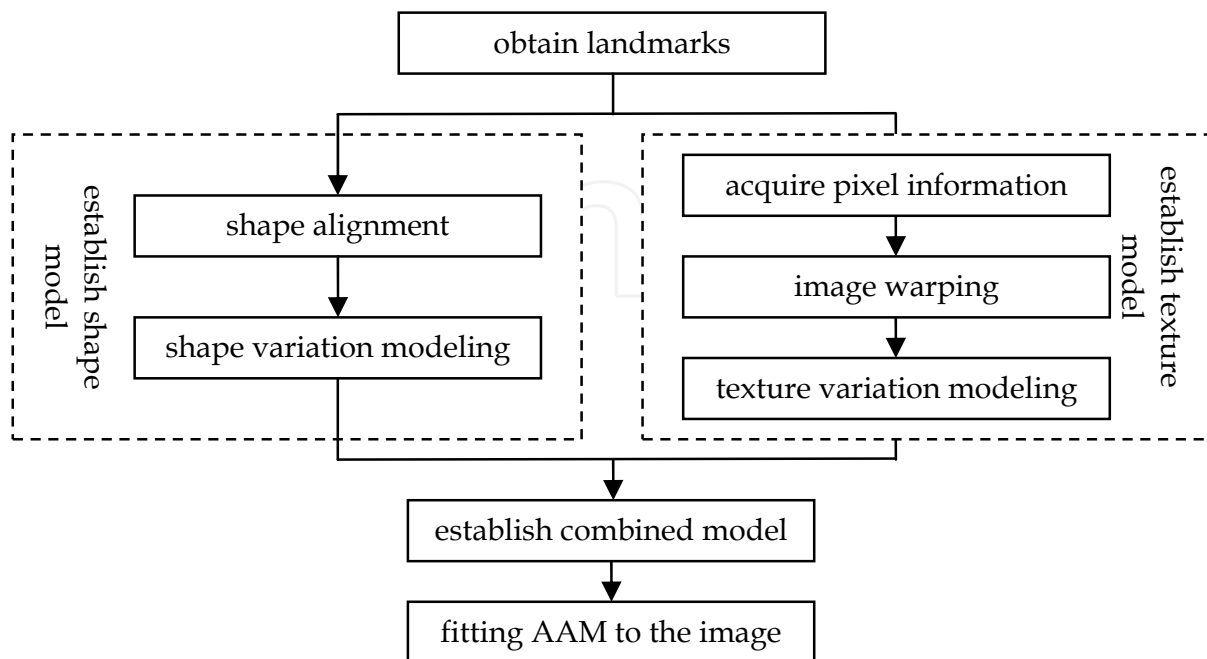 obtain landmarks
establish shape
model
shape alignment
shape variation modeling
acquire pixel information
image warping
texture variation modeling
establish texture
model
establish combined model
fitting AAM to the image